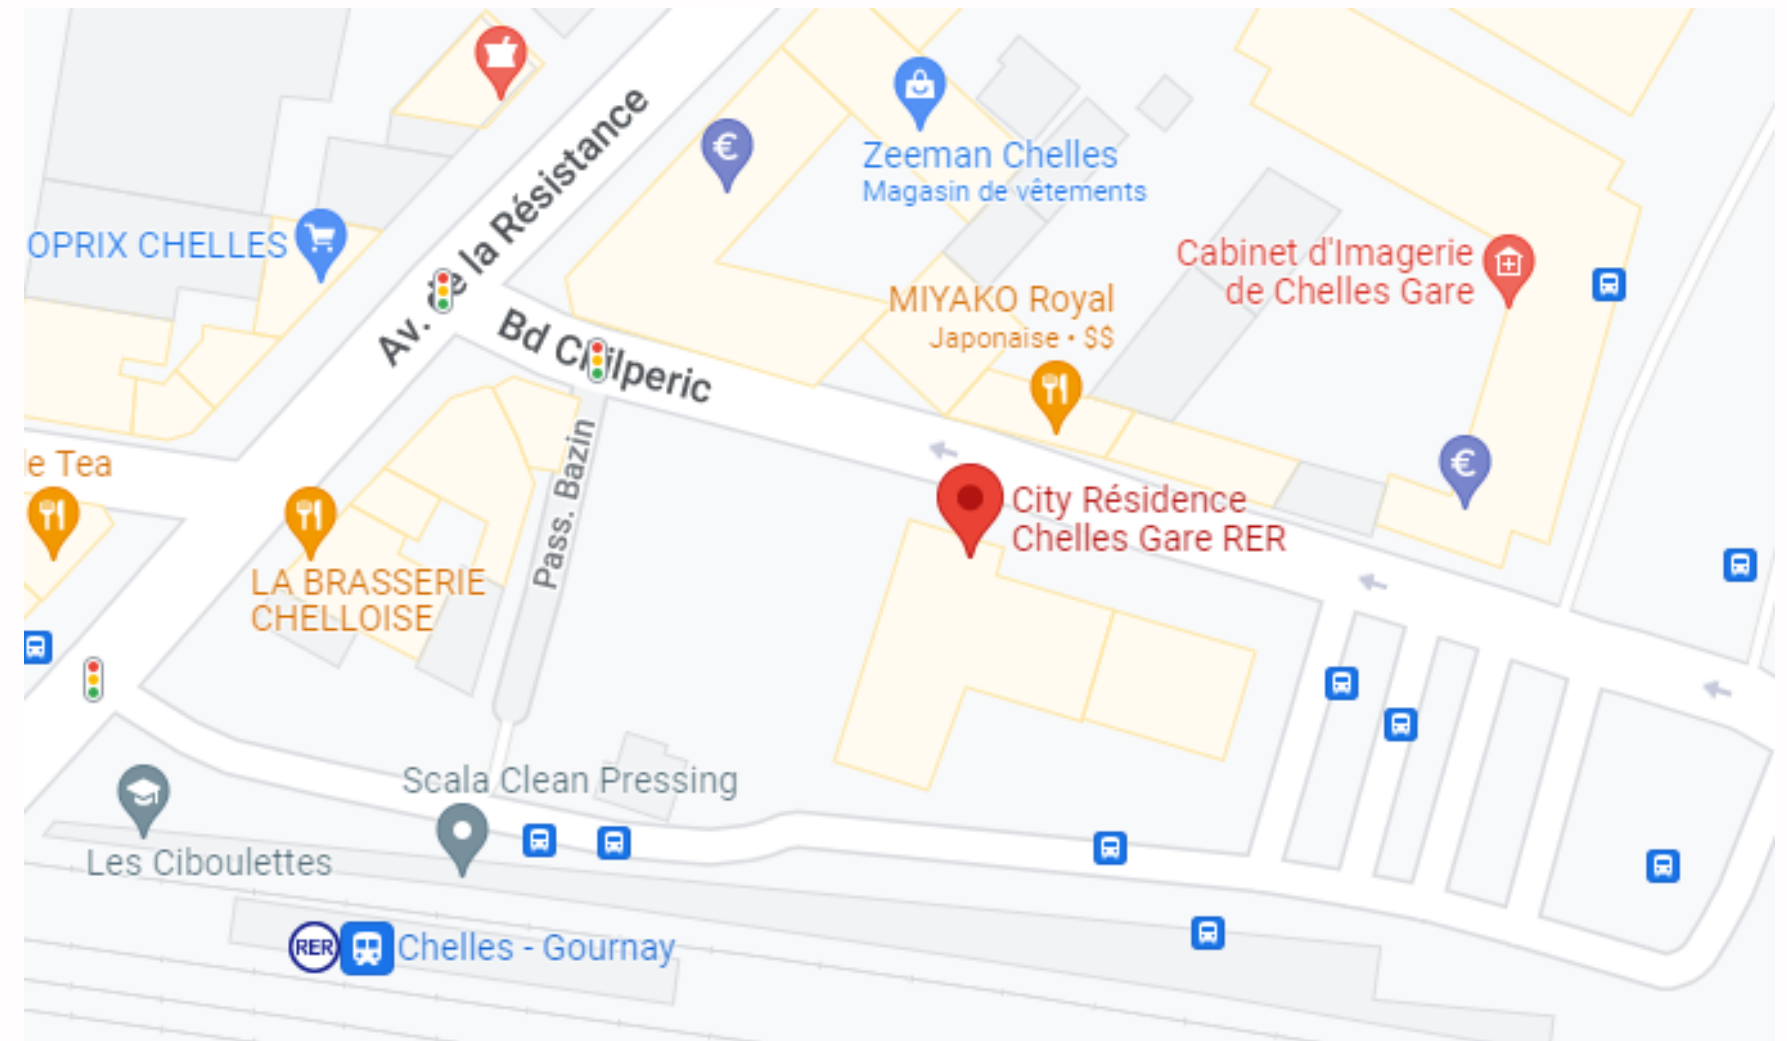 Zeeman Chelles
Magasin de vêtements
Av. de la Résistance
OPRIX CHELLES
Cabinet d'Imagerie
de Chelles Gare
MIYAKO Royal
Japonaise • $$
Bd Chilperic
Tea
Pass. Bazin
City Résidence
Chelles Gare RER
LA BRASSERIE
CHELLOISE
Scala Clean Pressing
Les Ciboulettes
RER
Chelles - Gournay
€
€